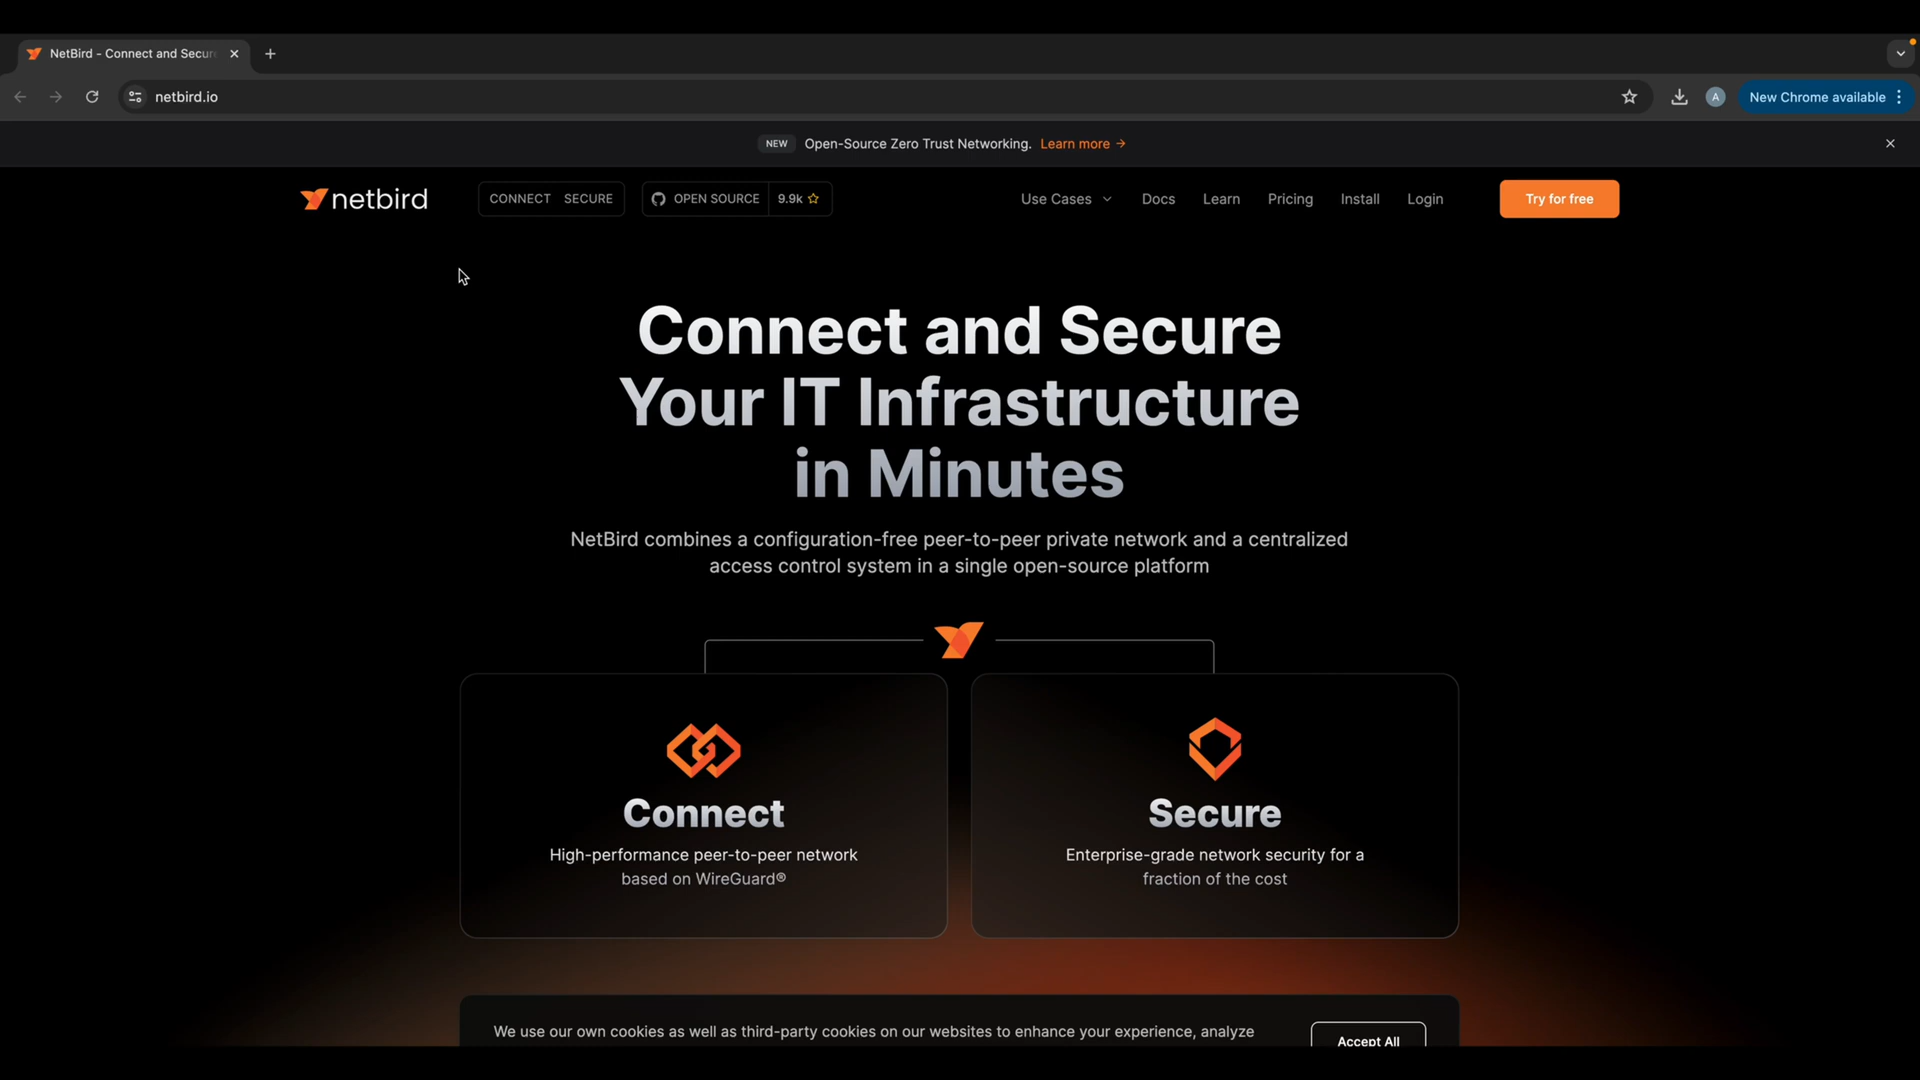 NetBird - Connect and Secur
netbird.io
A
New Chrome available
NEW Open-Source Zero Trust Networking. Learn more →
netbird
CONNECT SECURE
OPEN SOURCE 9.9k
Use Cases Docs Learn Pricing Install Login
Try for free
Connect and Secure
Your IT Infrastructure
in Minutes
NetBird combines a configuration-free peer-to-peer private network and a centralized
access control system in a single open-source platform
Connect
High-performance peer-to-peer network
based on WireGuard®
Secure
Enterprise-grade network security for a
fraction of the cost
We use our own cookies as well as third-party cookies on our websites to enhance your experience, analyze
Accept All